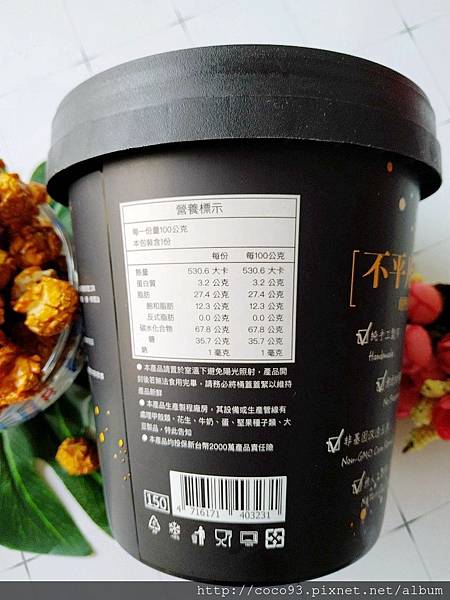 營養標示
每一份量100公克
本包裝含1份
每份 每100公克
熱量 530.6 大卡 530.6 大卡
蛋白質 3.2 公克 3.2 公克
脂肪 27.4 公克 27.4 公克
飽和脂肪 12.3 公克 12.3 公克
反式脂肪 0.0 公克 0.0 公克
碳水化合物 67.8 公克 67.8 公克
糖 35.7 公克 35.7 公克
鈉 1 毫克 1 毫克
●本產品請置於室溫下避免陽光照射，產品開
封後若無法食用完畢，請務必將桶蓋蓋緊以維持
產品新鮮
●本產品生產製程廠房，其設備或生產管線有
處理甲殼類、花生、牛奶、蛋、堅果種子類、大
豆製品，特此告知
●本產品均投保新台幣2000萬產品責任險
150
4 716171 403231
不平
純手工製作
Handmade
非基因改造玉米
Non-GMO Corn
http://coco93.pixnet.net/album